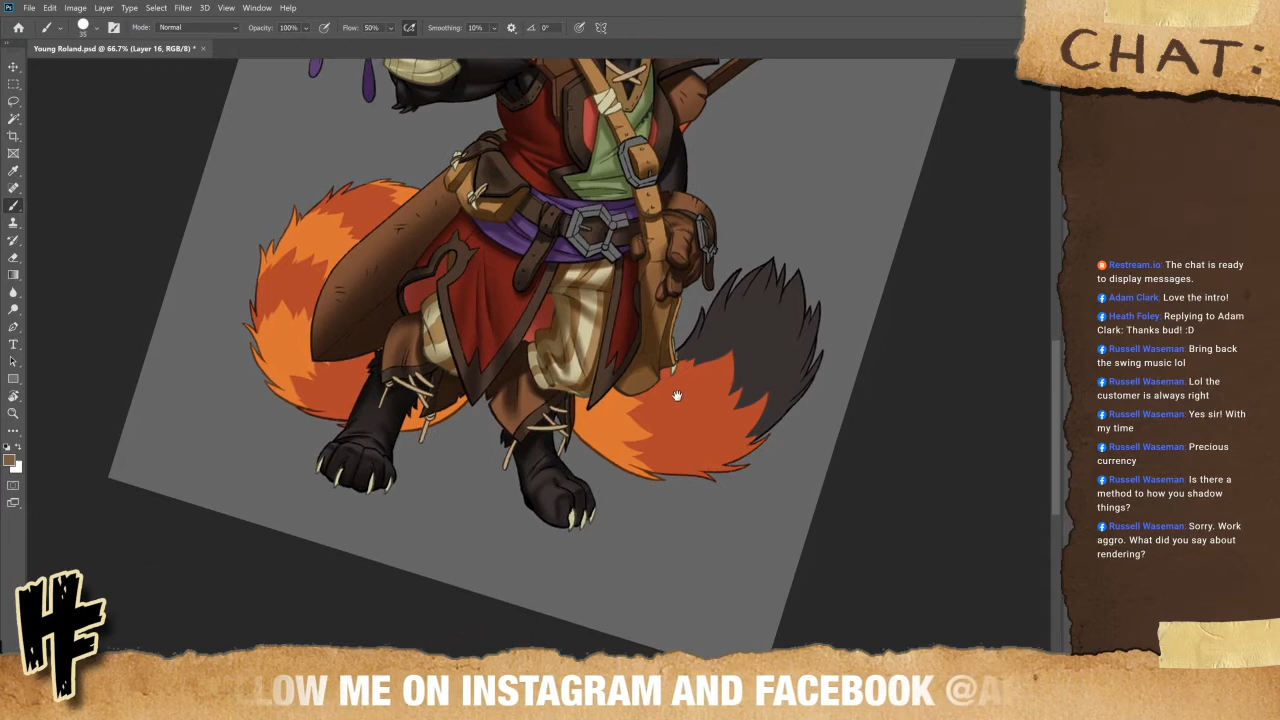 Ps File Edit Image Layer Type Select Filter 3D View Window Help
35 Mode: Normal Opacity: 100% Flow: 50% Smoothing: 10% 0°
Young Roland.psd @ 66.7% (Layer 16, RGB/8) * ×
CHAT:
Restream.io: The chat is ready
to display messages.
Adam Clark: Love the intro!
Heath Foley: Replying to Adam
Clark: Thanks bud! :D
Russell Waseman: Bring back
the swing music lol
Russell Waseman: Lol the
customer is always right
Russell Waseman: Yes sir! With
my time
Russell Waseman: Precious
currency
Russell Waseman: Is there a
method to how you shadow
things?
Russell Waseman: Sorry. Work
aggro. What did you say about
rendering?
HF
LOW ME ON INSTAGRAM AND FACEBOOK @A